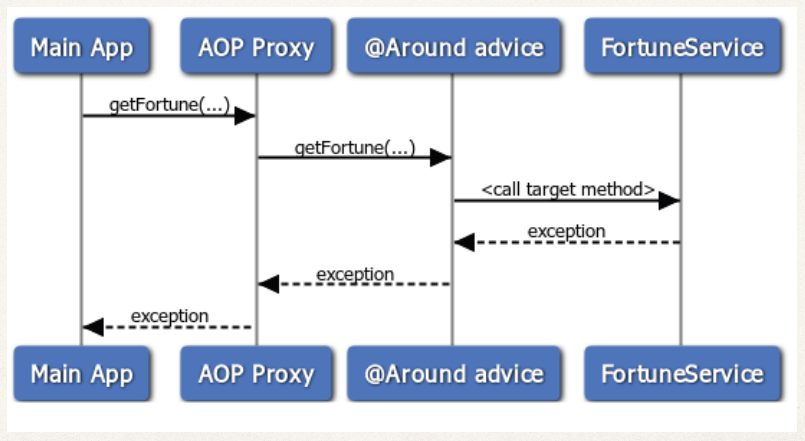 Main App AOP Proxy @Around advice FortuneService
getFortune(...)
getFortune(...)
<call target method>
exception
exception
exception
Main App AOP Proxy @Around advice FortuneService